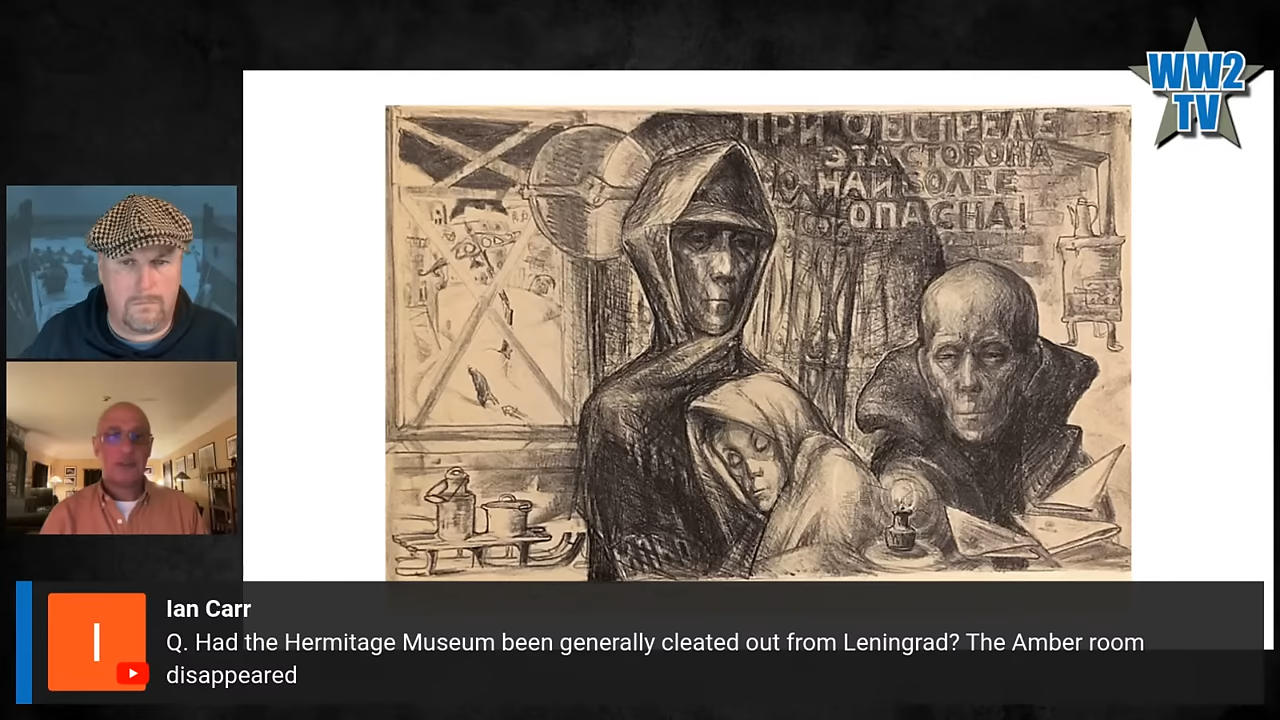 WW2
TV
ПРИ ОБСТРЕЛЕ
ЭТА СТОРОНА
НАИБОЛЕЕ
ОПАСНА!
I
Ian Carr
Q. Had the Hermitage Museum been generally cleated out from Leningrad? The Amber room
disappeared